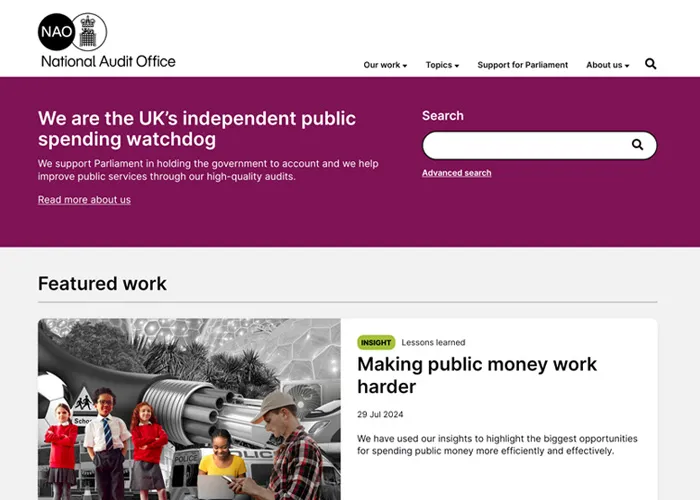 NAO
National Audit Office
Our work
Topics
Support for Parliament
About us
We are the UK's independent public
spending watchdog
We support Parliament in holding the government to account and we help
improve public services through our high-quality audits.
Read more about us
Search
Advanced search
Featured work
INSIGHT Lessons learned
Making public money work
harder
29 Jul 2024
We have used our insights to highlight the biggest opportunities
for spending public money more efficiently and effectively.
School
POLICE